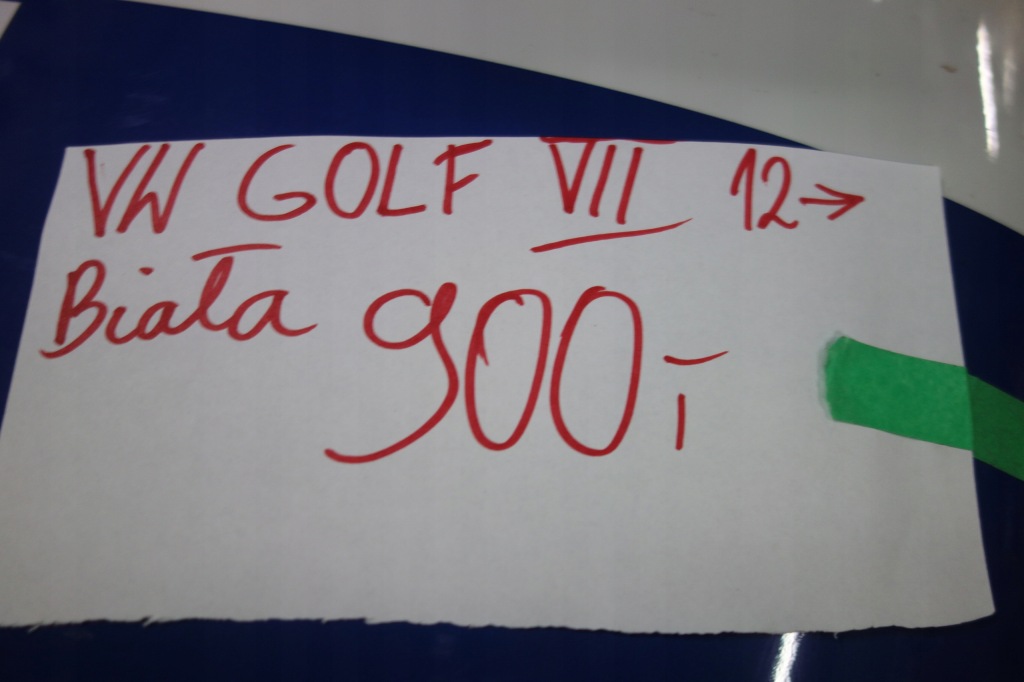 VW GOLF VII 12→
Biała 900,-